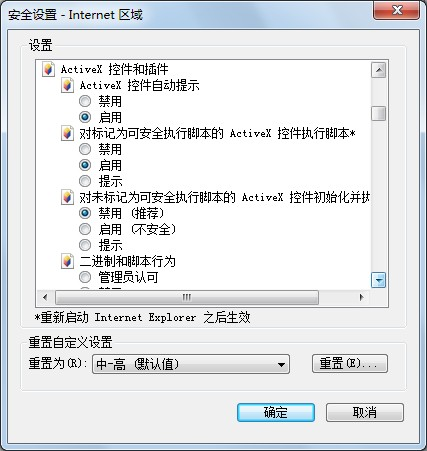 安全设置 - Internet 区域
设置
ActiveX 控件和插件
ActiveX 控件自动提示
禁用
启用
对标记为可安全执行脚本的 ActiveX 控件执行脚本*
禁用
启用
提示
对未标记为可安全执行脚本的 ActiveX 控件初始化并执
禁用 (推荐)
启用 (不安全)
提示
二进制和脚本行为
管理员认可
*重新启动 Internet Explorer 之后生效
重置自定义设置
重置为(R): 中-高 (默认值) 重置(E)...
确定 取消